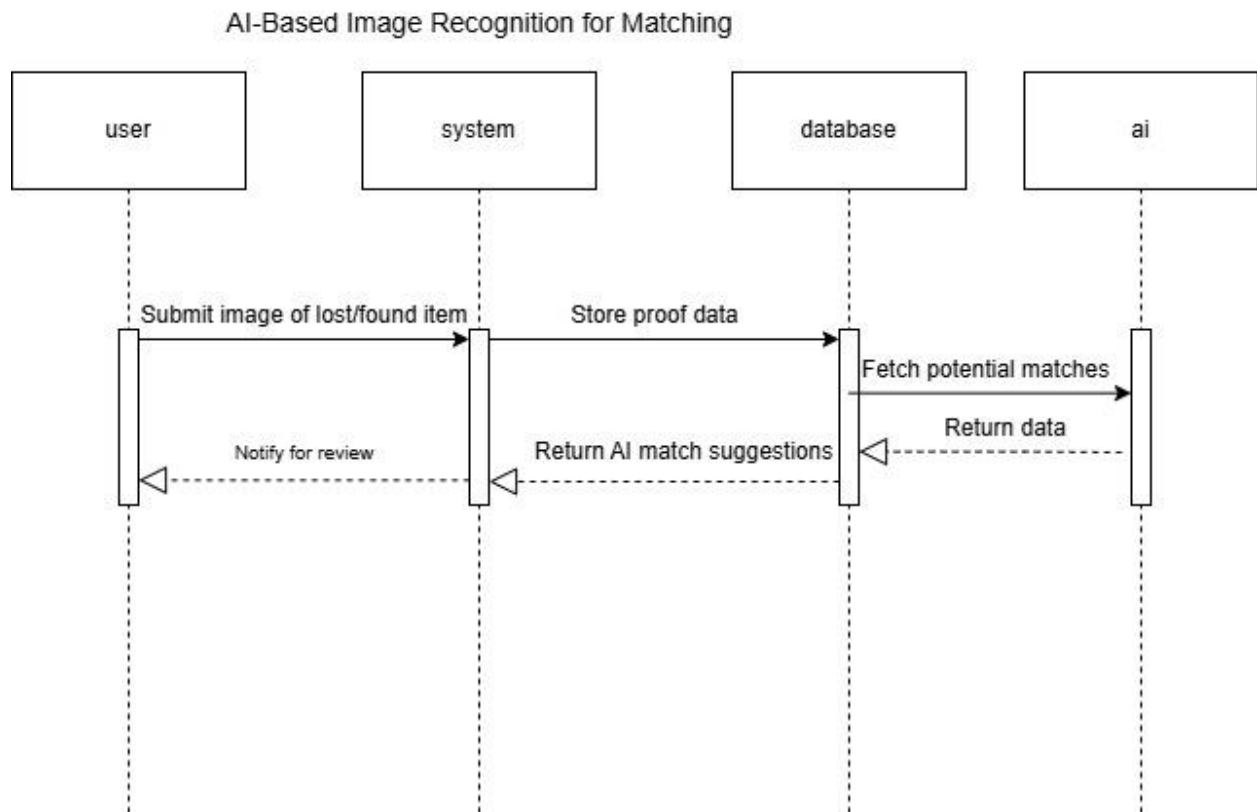 AI-Based Image Recognition for Matching
user
system
database
ai
Submit image of lost/found item
Store proof data
Fetch potential matches
Return data
Return AI match suggestions
Notify for review